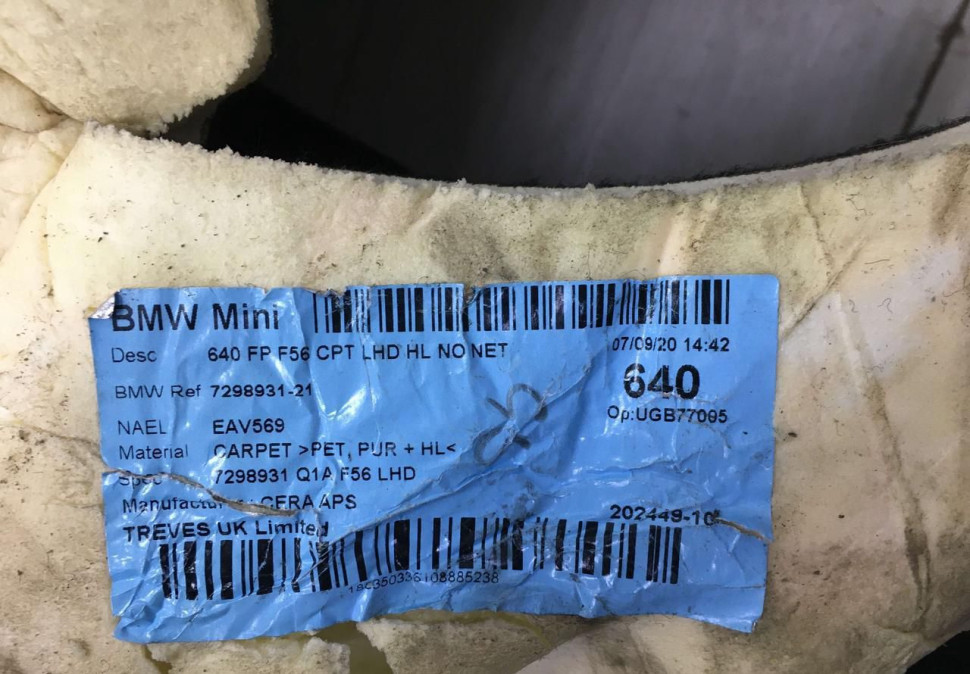 BMW Mini
Desc 640 FP F56 CPT LHD HL NO NET 07/09/20 14:42
BMW Ref 7298931-21 640
NAEL EAV569 Op:UGB77095
Material CARPET >PET, PUR + HL<
7298931 Q1A F56 LHD
APS 202449-10
TREVES UK Limited